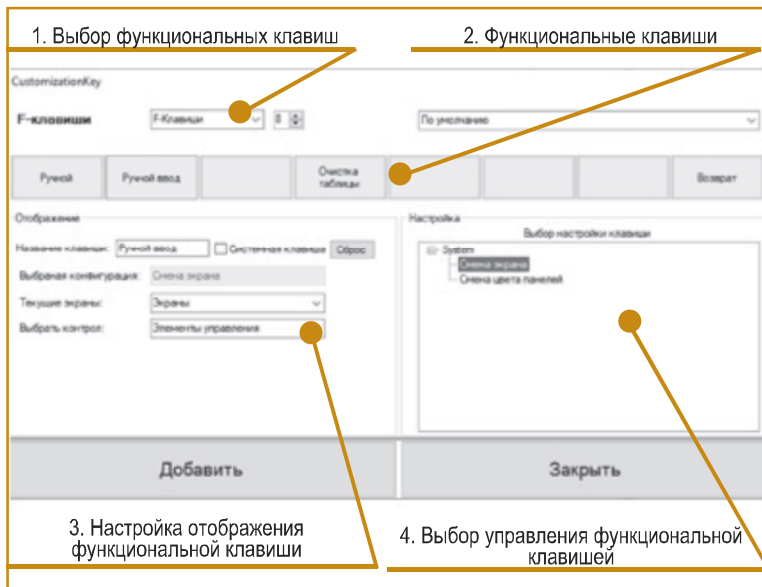 1. Выбор функциональных клавиш
2. Функциональные клавиши
CustomizationKey
F-клавиши
F-Клавиши
8
По умолчанию
Ручной
Ручной ввод
Очистка
таблицы
Возврат
Отображение
Название клавиши:
Ручной ввод
Системная клавиша
Сброс
Выбраная конфигурация:
Смена экрана
Текущие экраны:
Экраны
Выбрать контрол:
Элементы управления
Настройка
Выбор настройки клавиши
System
Смена экрана
Смена цвета панелей
Добавить
Закрыть
3. Настройка отображения
функциональной клавиши
4. Выбор управления функциональной
клавишей